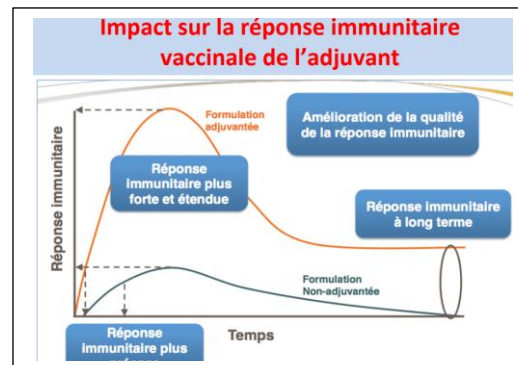 Impact sur la réponse immunitaire
vaccinale de l'adjuvant
Formulation
adjuvantée
Amélioration de la qualité
de la réponse immunitaire
Réponse
immunitaire plus
forte et étendue
Réponse immunitaire
à long terme
Réponse immunitaire
Formulation
Non-adjuvantée
Temps
Réponse
immunitaire plus